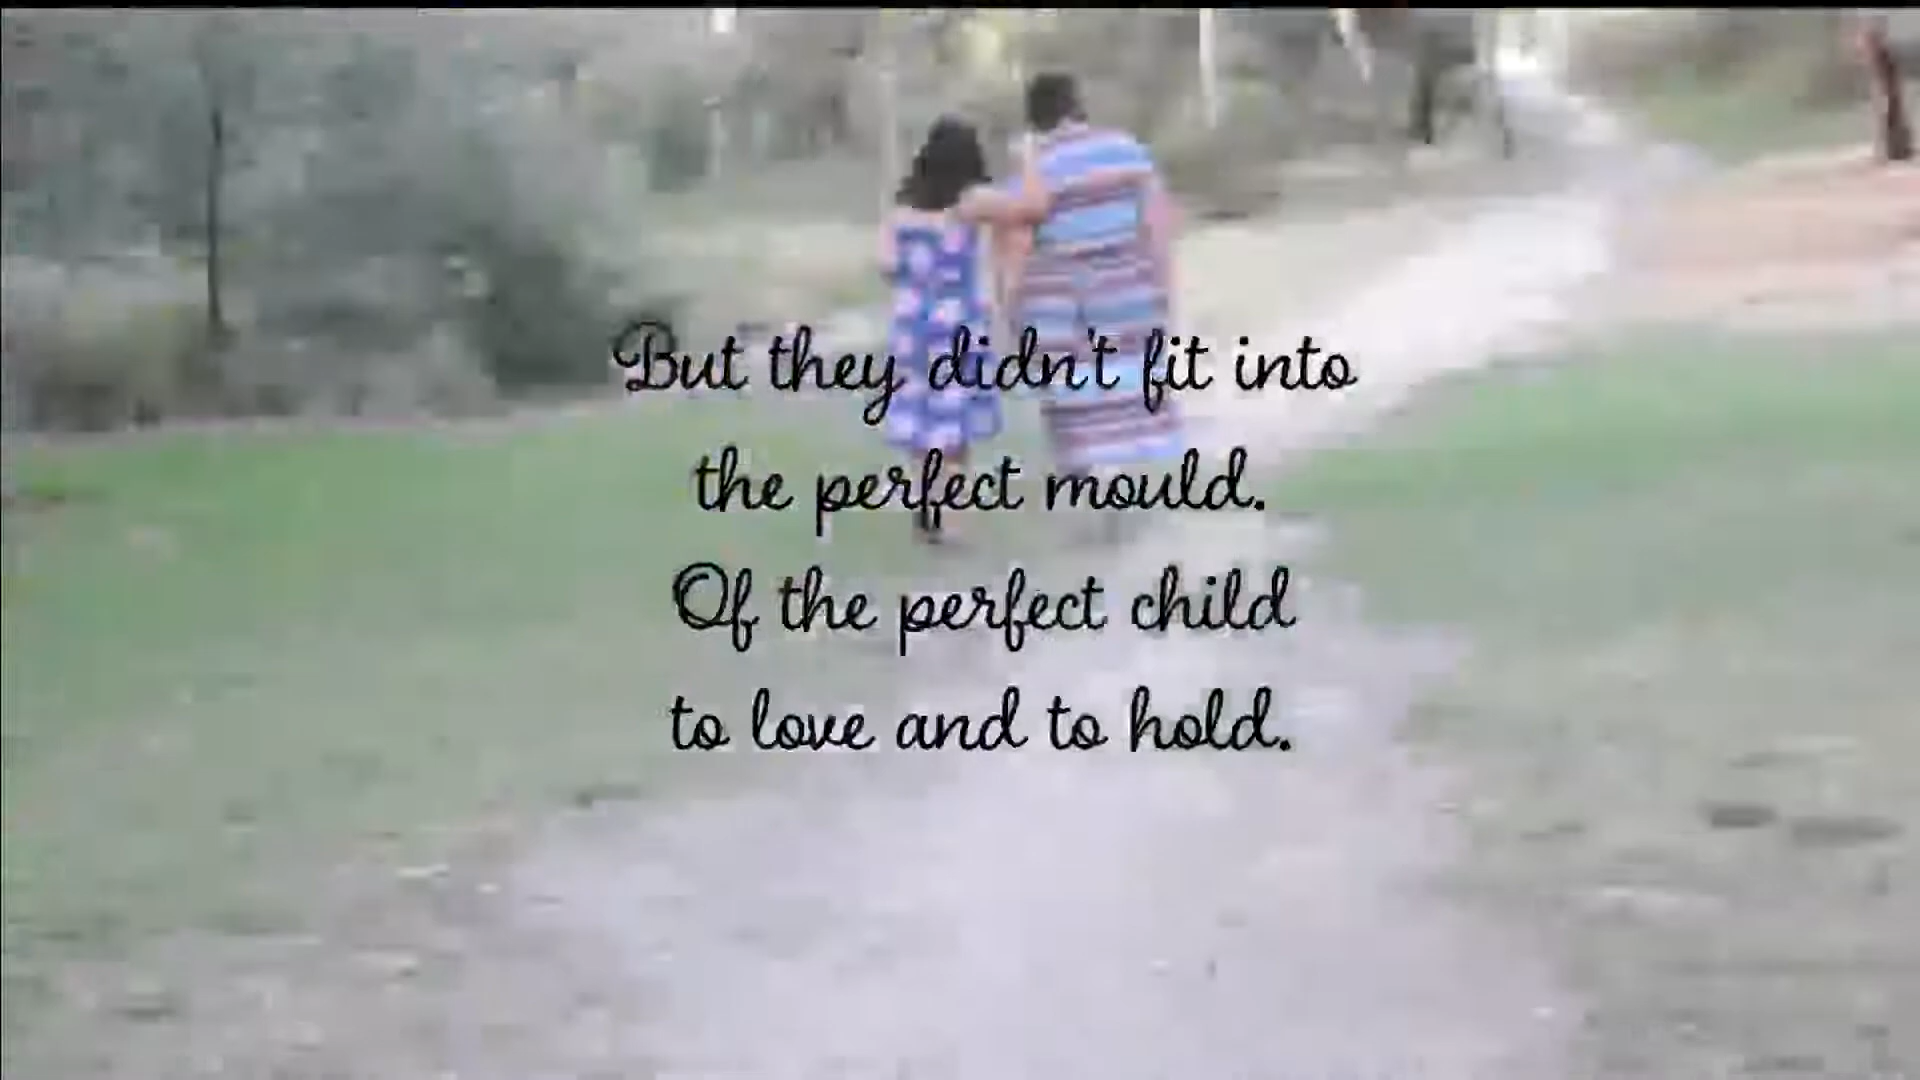 But they didn't fit into
the perfect mould.
Of the perfect child
to love and to hold.